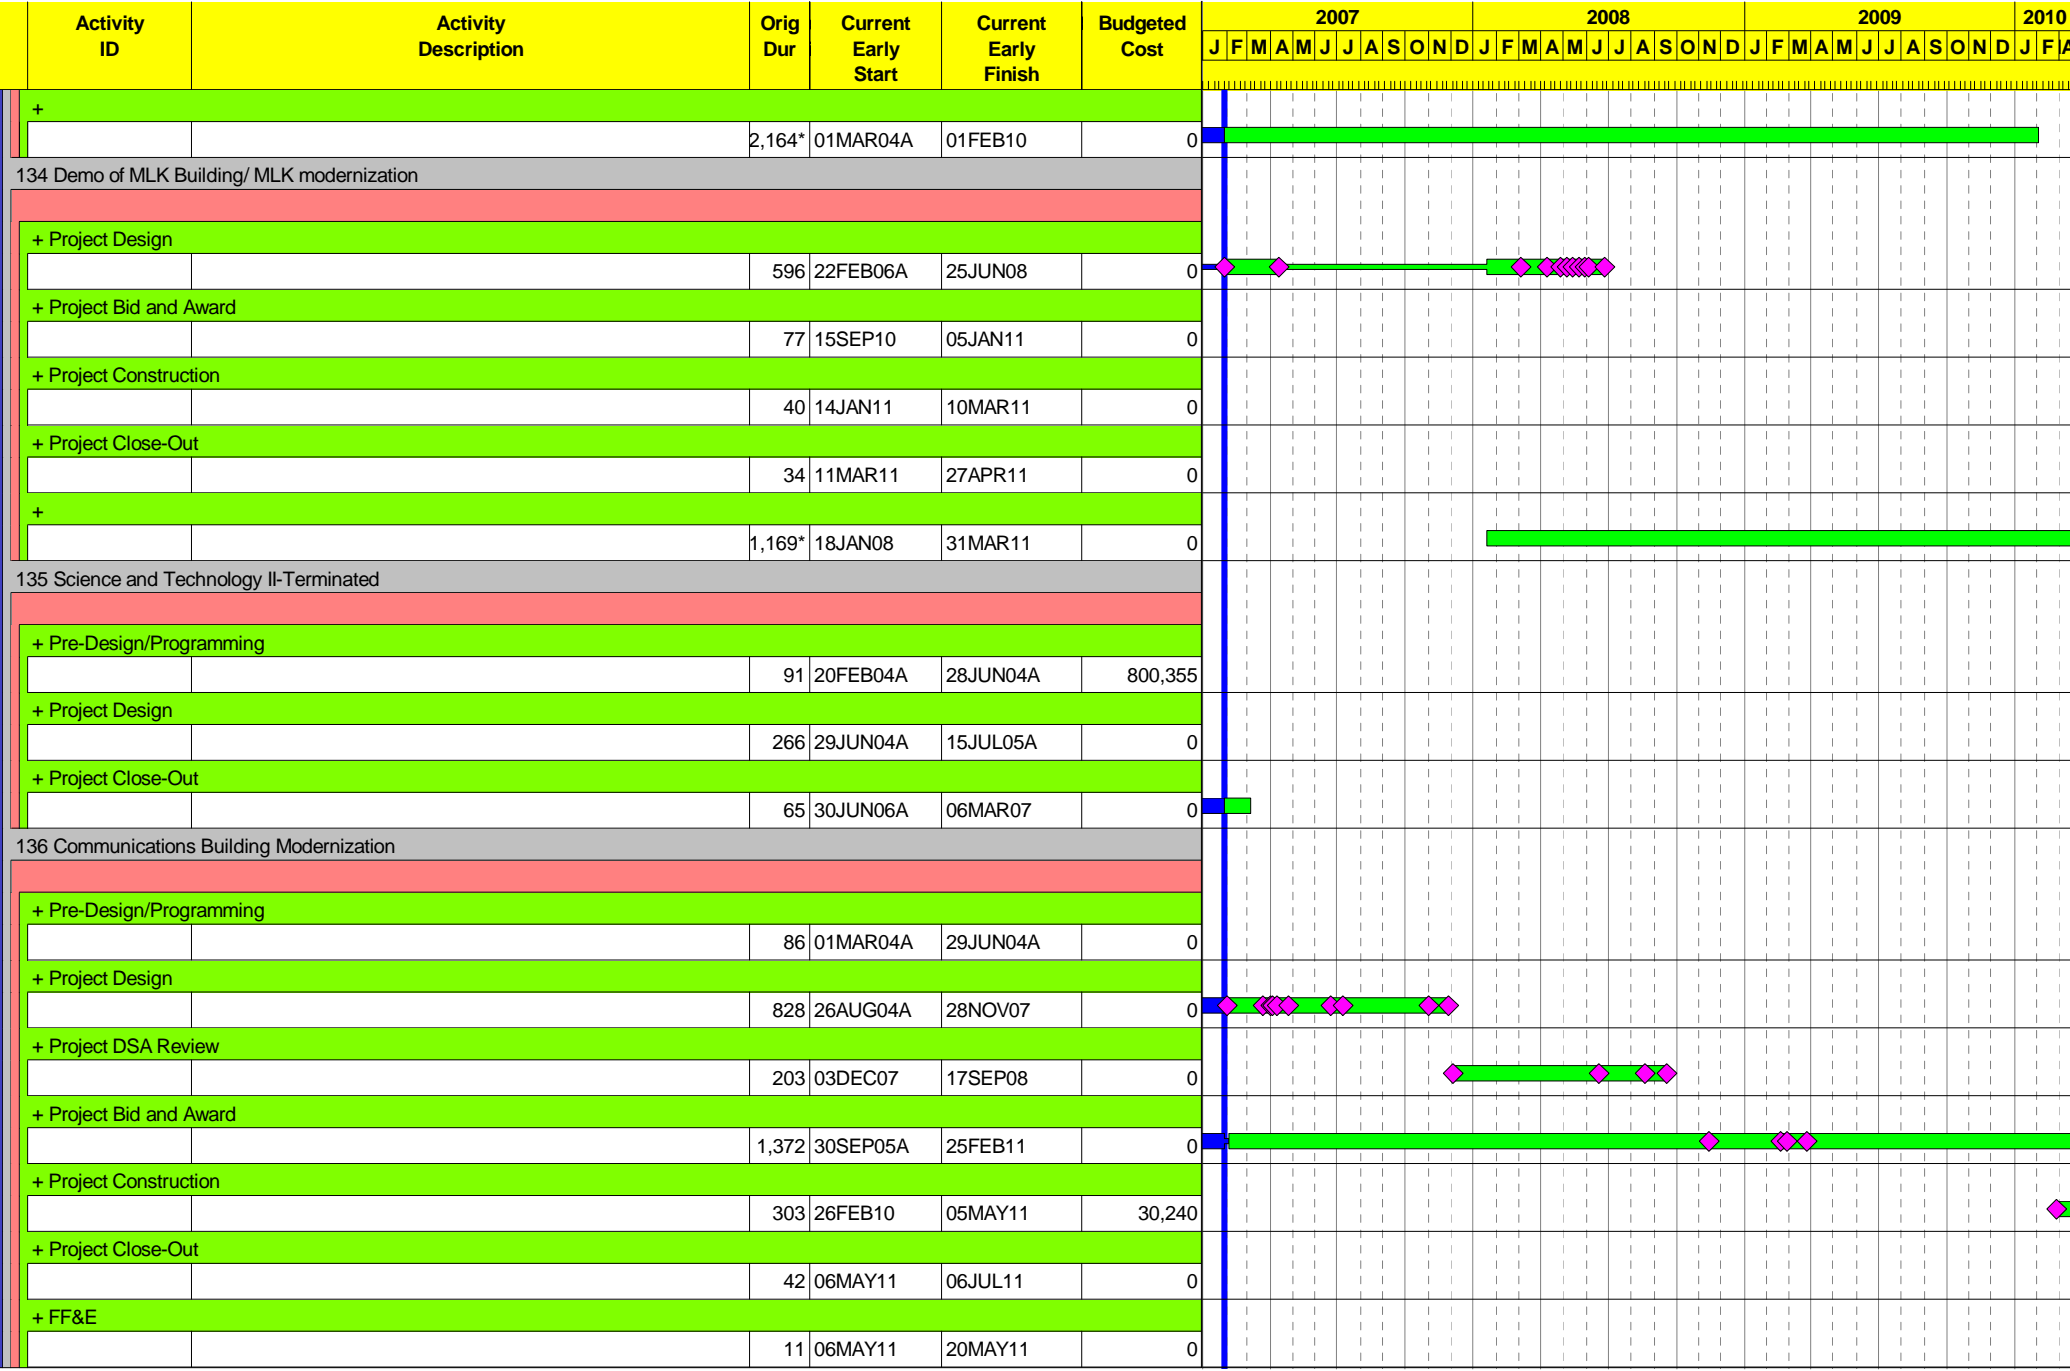 Activity ID Activity Description Orig Dur Current Early Start Current Early Finish Budgeted Cost
2007 2008 2009 2010
J F M A M J J A S O N D J F M A M J J A S O N D J F M A M J J A S O N D J F
+
2,164* 01MAR04A 01FEB10 0
134 Demo of MLK Building/ MLK modernization
+ Project Design
596 22FEB06A 25JUN08 0
+ Project Bid and Award
77 15SEP10 05JAN11 0
+ Project Construction
40 14JAN11 10MAR11 0
+ Project Close-Out
34 11MAR11 27APR11 0
+
1,169* 18JAN08 31MAR11 0
135 Science and Technology II-Terminated
+ Pre-Design/Programming
91 20FEB04A 28JUN04A 800,355
+ Project Design
266 29JUN04A 15JUL05A 0
+ Project Close-Out
65 30JUN06A 06MAR07 0
136 Communications Building Modernization
+ Pre-Design/Programming
86 01MAR04A 29JUN04A 0
+ Project Design
828 26AUG04A 28NOV07 0
+ Project DSA Review
203 03DEC07 17SEP08 0
+ Project Bid and Award
1,372 30SEP05A 25FEB11 0
+ Project Construction
303 26FEB10 05MAY11 30,240
+ Project Close-Out
42 06MAY11 06JUL11 0
+ FF&E
11 06MAY11 20MAY11 0